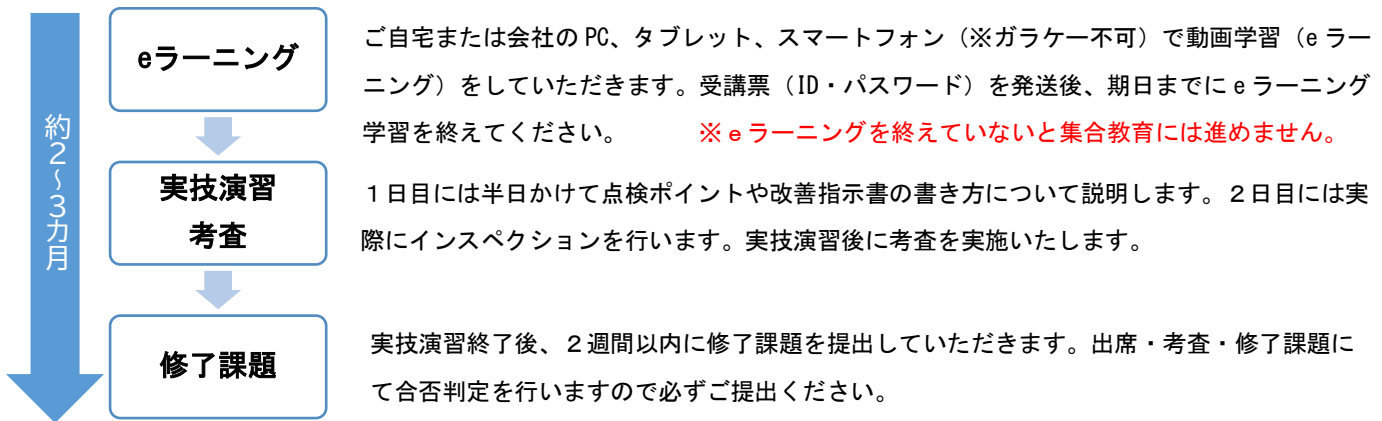 約2～3カ月
eラーニング
ご自宅または会社の PC、タブレット、スマートフォン（※ガラケー不可）で動画学習（e ラー
ニング）をしていただきます。受講票（ID・パスワード）を発送後、期日までに e ラーニング
学習を終えてください。　　※ｅラーニングを終えていないと集合教育には進めません。
実技演習
考査
１日目には半日かけて点検ポイントや改善指示書の書き方について説明します。２日目には実
際にインスペクションを行います。実技演習後に考査を実施いたします。
修了課題
実技演習終了後、２週間以内に修了課題を提出していただきます。出席・考査・修了課題に
て合否判定を行いますので必ずご提出ください。